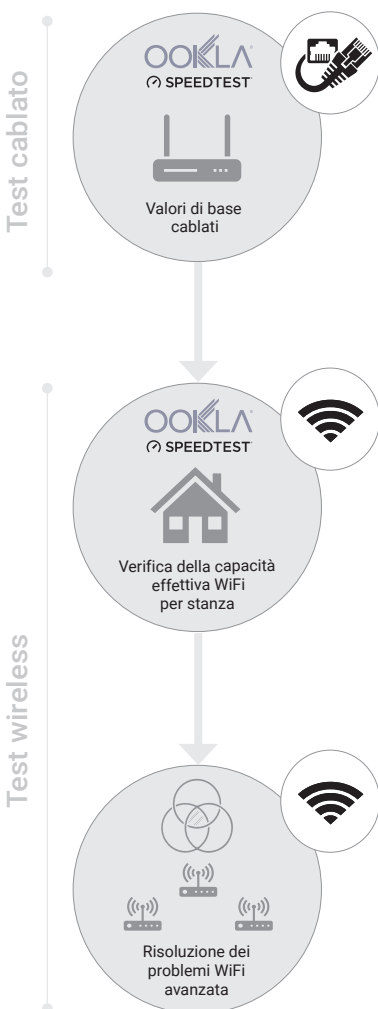 Test cablato
OOKLA
SPEEDTEST
Valori di base
cablati
Test wireless
OOKLA
SPEEDTEST
Verifica della capacità
effettiva WiFi
per stanza
Risoluzione dei
problemi WiFi
avanzata